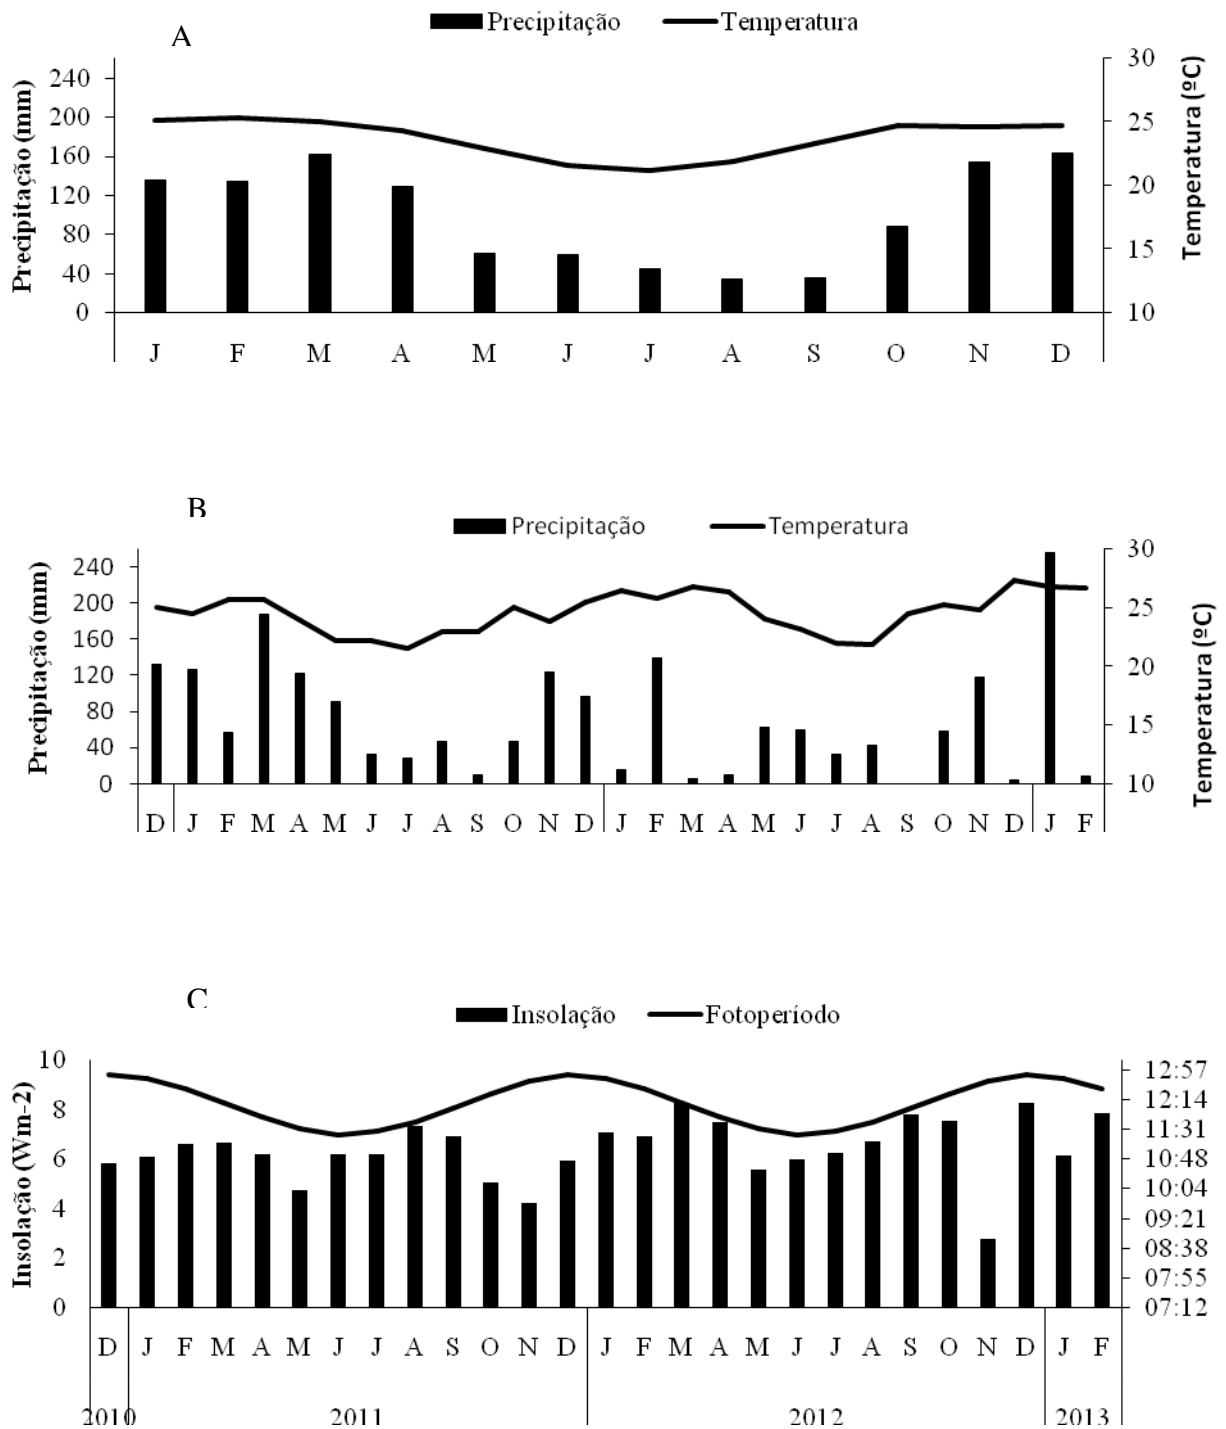 A
Precipitação Temperatura
Precipitação (mm)
240
200
160
120
80
40
0
30
25
20
15
10
Temperatura (ºC)
J F M A M J J A S O N D
B
Precipitação Temperatura
Precipitação (mm)
240
200
160
120
80
40
0
30
25
20
15
10
Temperatura (ºC)
D J F M A M J J A S O N D J F M A M J J A S O N D J F
C
Insolação Fotoperíodo
Insolação (Wm-2)
10
8
6
4
2
0
12:57
12:14
11:31
10:48
10:04
09:21
08:38
07:55
07:12
D J F M A M J J A S O N D J F M A M J J A S O N D J F
2010 2011 2012 2013